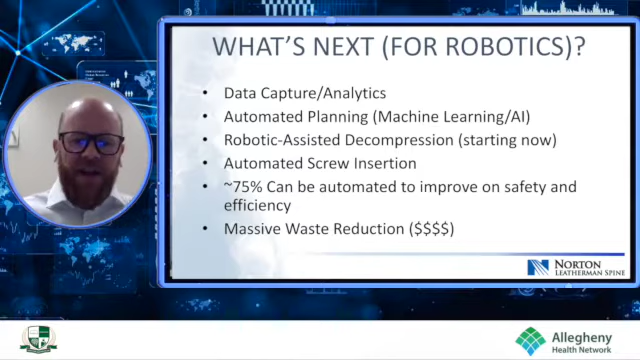 WHAT'S NEXT (FOR ROBOTICS)?
• Data Capture/Analytics
• Automated Planning (Machine Learning/AI)
• Robotic-Assisted Decompression (starting now)
• Automated Screw Insertion
• ~75% Can be automated to improve on safety and
efficiency
• Massive Waste Reduction ($$$$)
NORTON
LEATHERMAN SPINE
Allegheny
Health Network